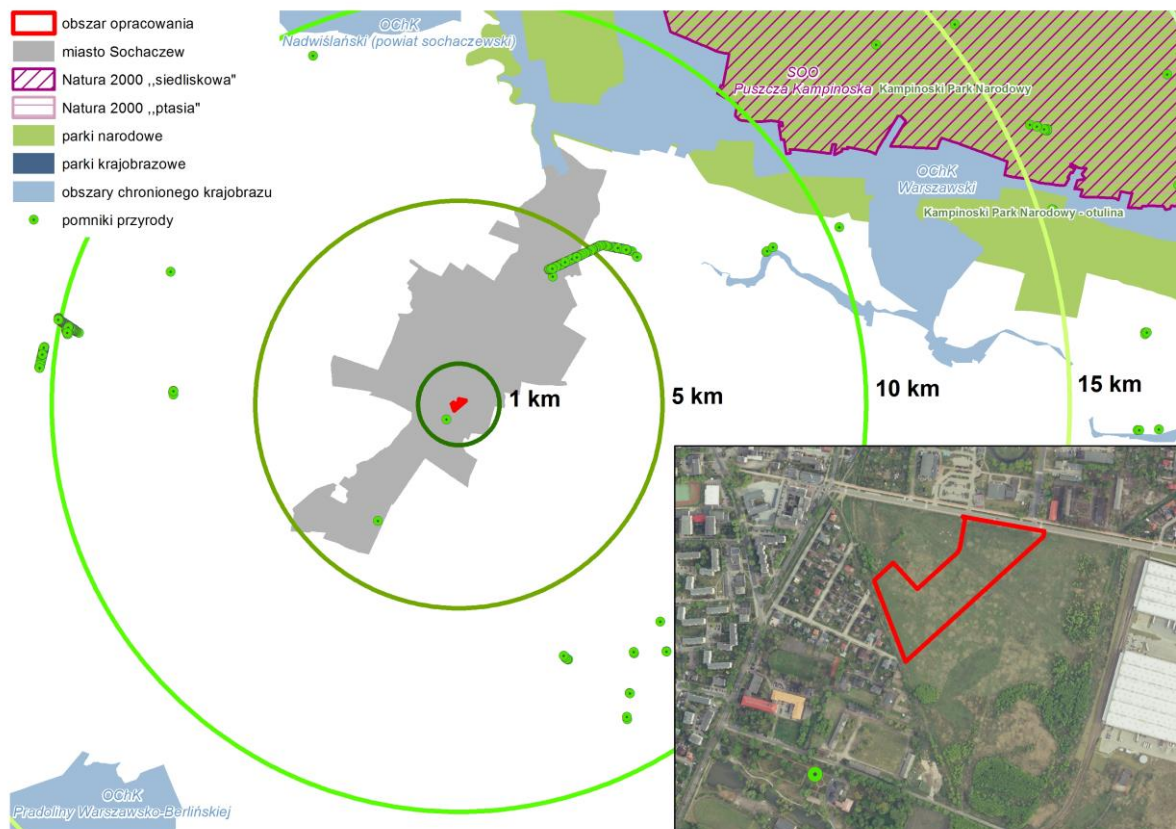 obszar opracowania
miasto Sochaczew
Natura 2000 ,,siedliskowa"
Natura 2000 ,,ptasia"
parki narodowe
parki krajobrazowe
obszary chronionego krajobrazu
pomniki przyrody
OChK
Nadwiślański (powiat sochaczewski)
SOO
Puszcza Kampinoska
Kampinoski Park Narodowy
OChK
Warszawski
Kampinoski Park Narodowy - otulina
1 km
5 km
10 km
15 km
OChK
Pradoliny Warszawsko-Berlińskiej